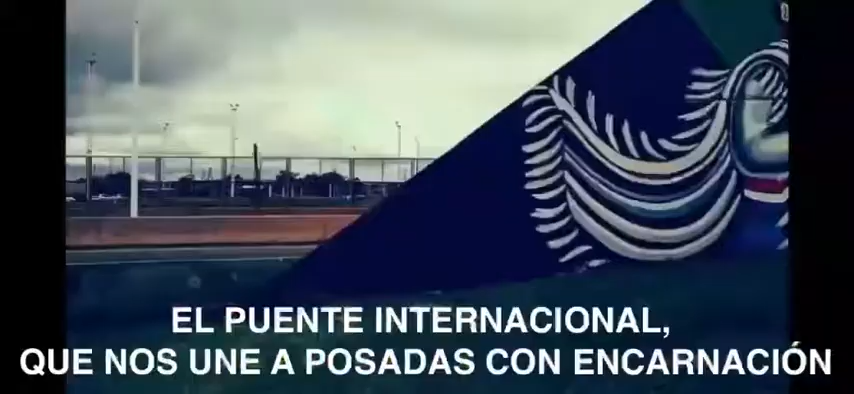 EL PUENTE INTERNACIONAL,
QUE NOS UNE A POSADAS CON ENCARNACIÓN